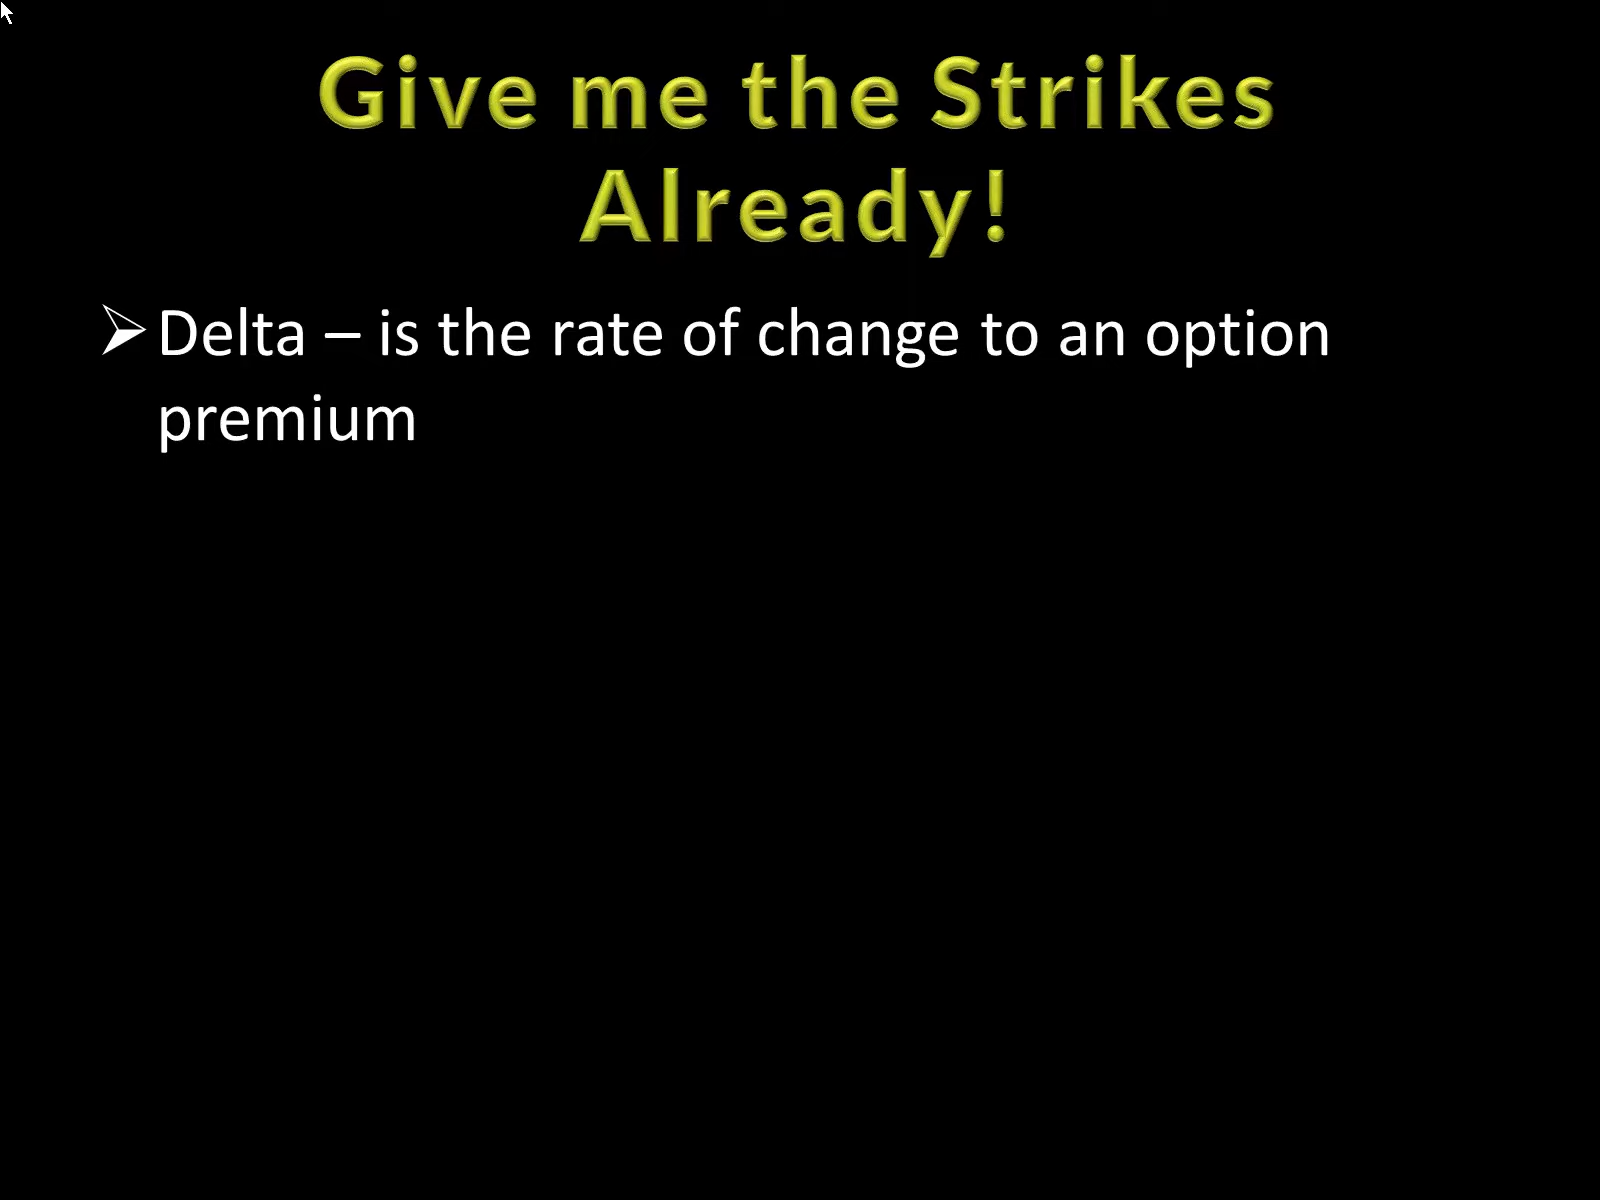 Give me the Strikes
Already!
➢Delta – is the rate of change to an option
premium